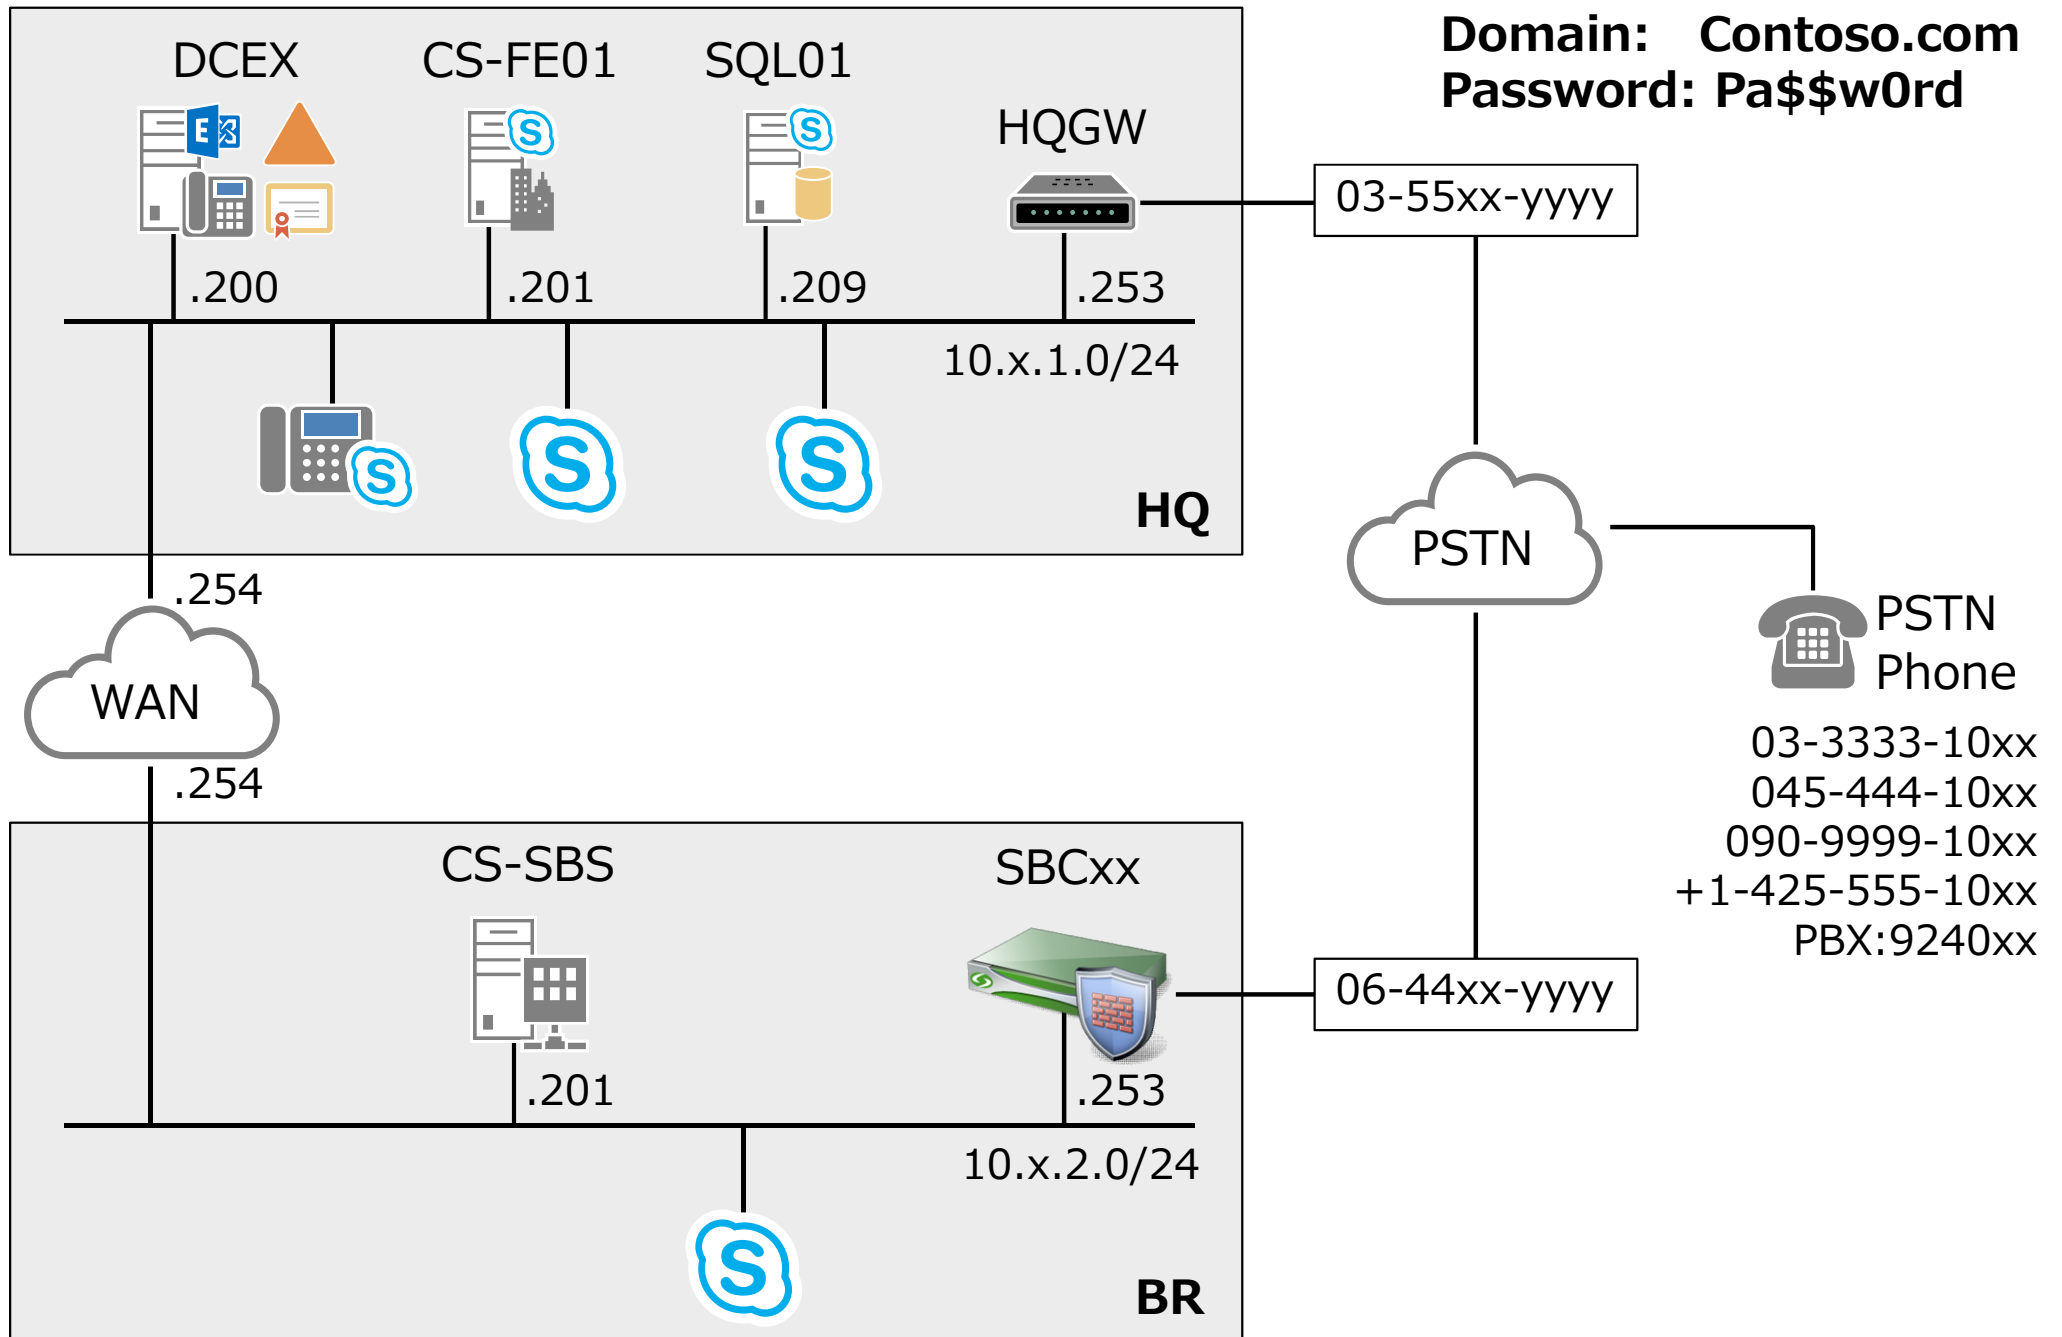 Domain: Contoso.com
Password: Pa$$w0rd
DCEX
CS-FE01
SQL01
HQGW
E
S
S
03-55xx-yyyy
.200
.201
.209
.253
10.x.1.0/24
S
S
S
HQ
PSTN
.254
WAN
.254
PSTN
Phone
03-3333-10xx
045-444-10xx
090-9999-10xx
+1-425-555-10xx
PBX:9240xx
CS-SBS
SBCxx
06-44xx-yyyy
.201
.253
10.x.2.0/24
S
BR